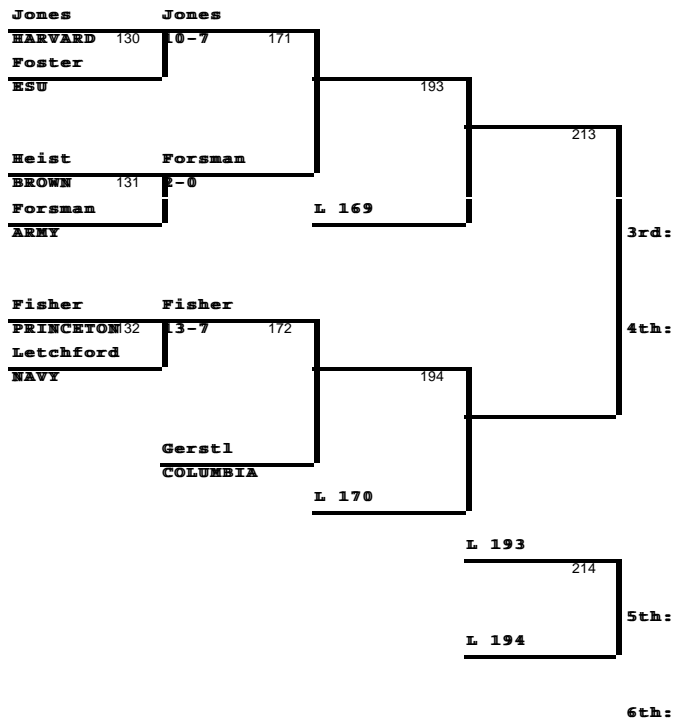 Jones Jones
HARVARD 130 10-7 171
Foster
ESU 193
213
Heist Forsman
BROWN 131 2-0
Forsman L 169
ARMY 3rd:
Fisher Fisher
PRINCETON 132 13-7 172 4th:
Letchford
NAVY 194
Gerstl
COLUMBIA
L 170
L 193
214
5th:
L 194
6th: